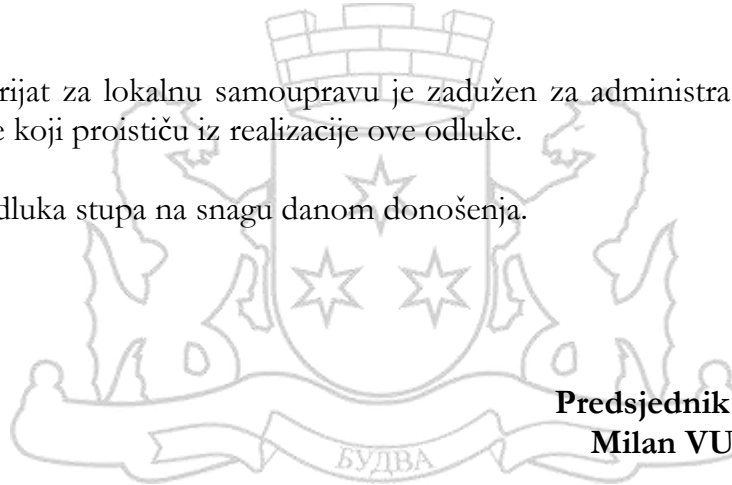 rijat za lokalnu samoupravu je zadužen za administra
e koji proističu iz realizacije ove odluke.
dluka stupa na snagu danom donošenja.
Predsjednik
Milan VU
БУДВА